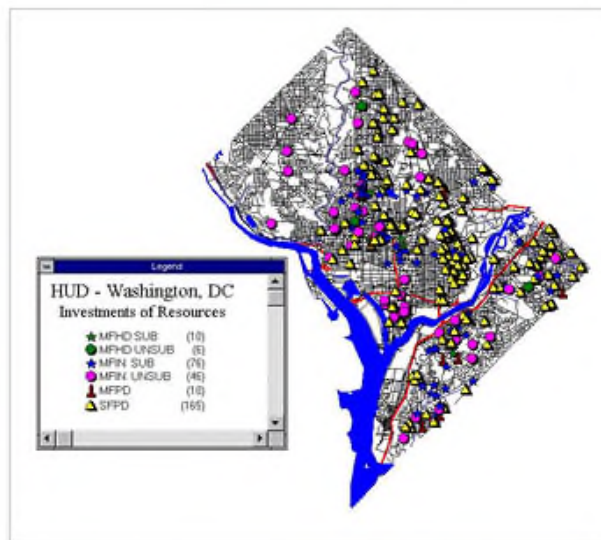 Legend
HUD - Washington, DC
Investments of Resources
MFHD SUB (10)
MFHD UNSUB (6)
MFIN. SUB (76)
MFIN. UNSUB (46)
MFPD (10)
SFPD (165)